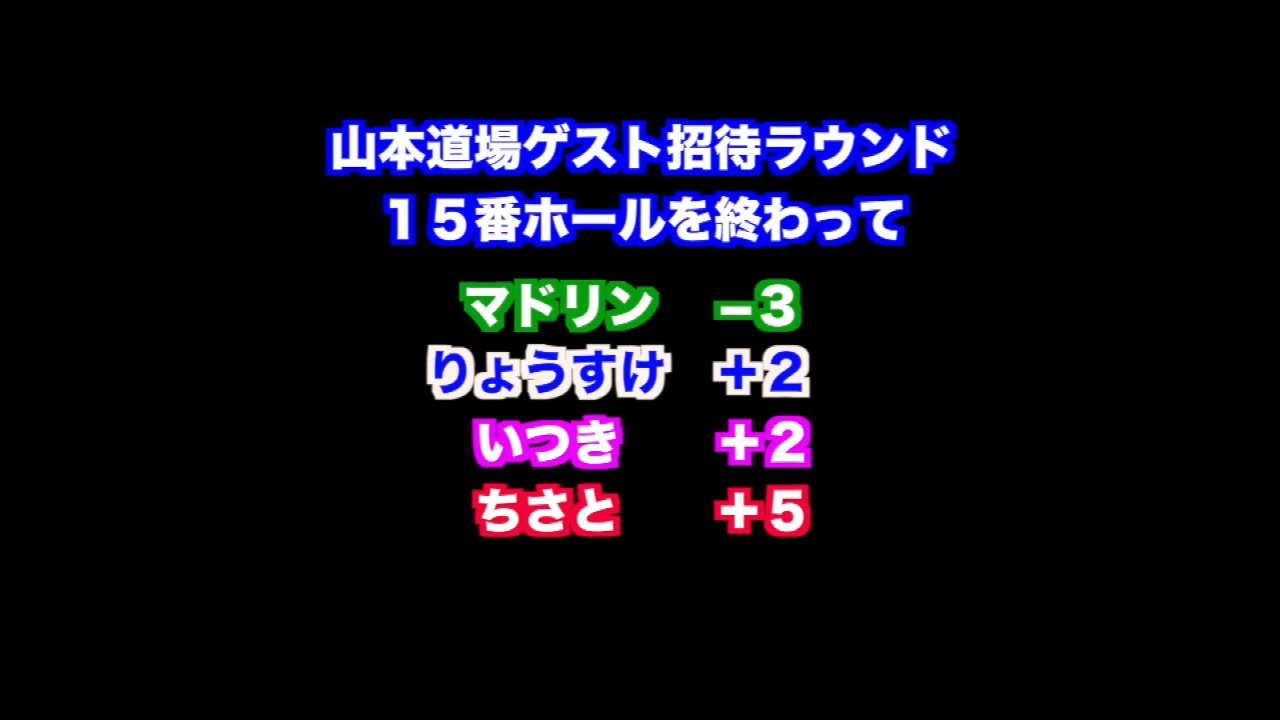 山本道場ゲスト招待ラウンド
１５番ホールを終わって
マドリン　−3
りょうすけ　＋2
いつき　＋2
ちさと　＋5